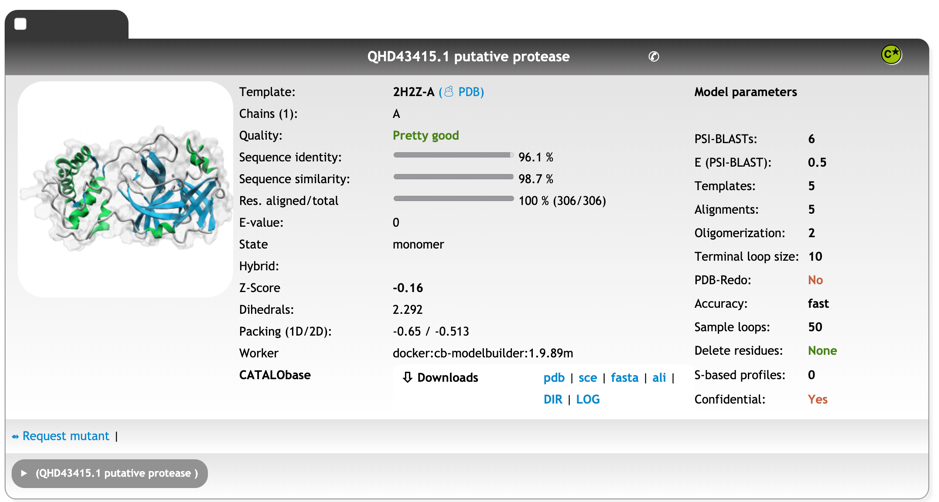 QHD43415.1 putative protease ✆ C★
Template: 2H2Z-A ( PDB) Model parameters
Chains (1): A
Quality: Pretty good PSI-BLASTs: 6
Sequence identity: 96.1 % E (PSI-BLAST): 0.5
Sequence similarity: 98.7 % Templates: 5
Res. aligned/total 100 % (306/306) Alignments: 5
E-value: 0 Oligomerization: 2
State monomer Terminal loop size: 10
Hybrid: PDB-Redo: No
Z-Score -0.16 Accuracy: fast
Dihedrals: 2.292 Sample loops: 50
Packing (1D/2D): -0.65 / -0.513 Delete residues: None
Worker docker:cb-modelbuilder:1.9.89m S-based profiles: 0
CATALObase ⇩ Downloads pdb | sce | fasta | ali | Confidential: Yes
DIR | LOG
⇹ Request mutant |
▶ (QHD43415.1 putative protease )